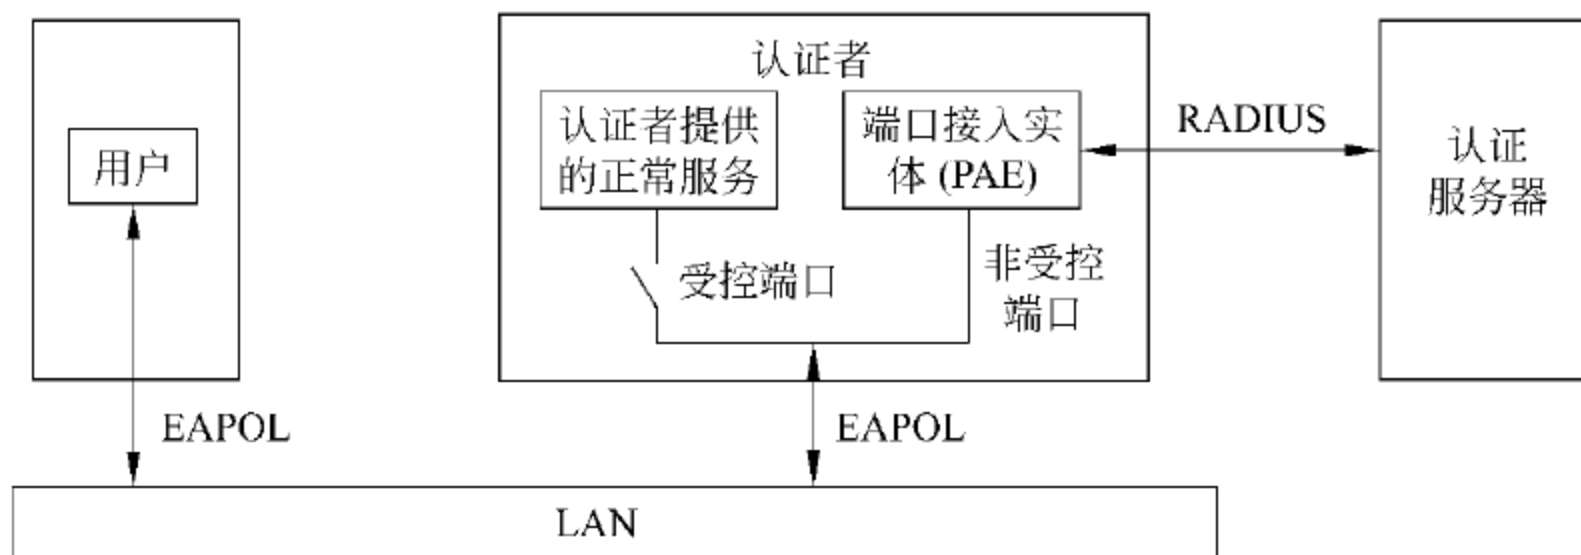 认证者
用户
认证者提供
的正常服务
端口接入实
体 (PAE)
RADIUS
认证
服务器
受控端口
非受控
端口
EAPOL
EAPOL
LAN